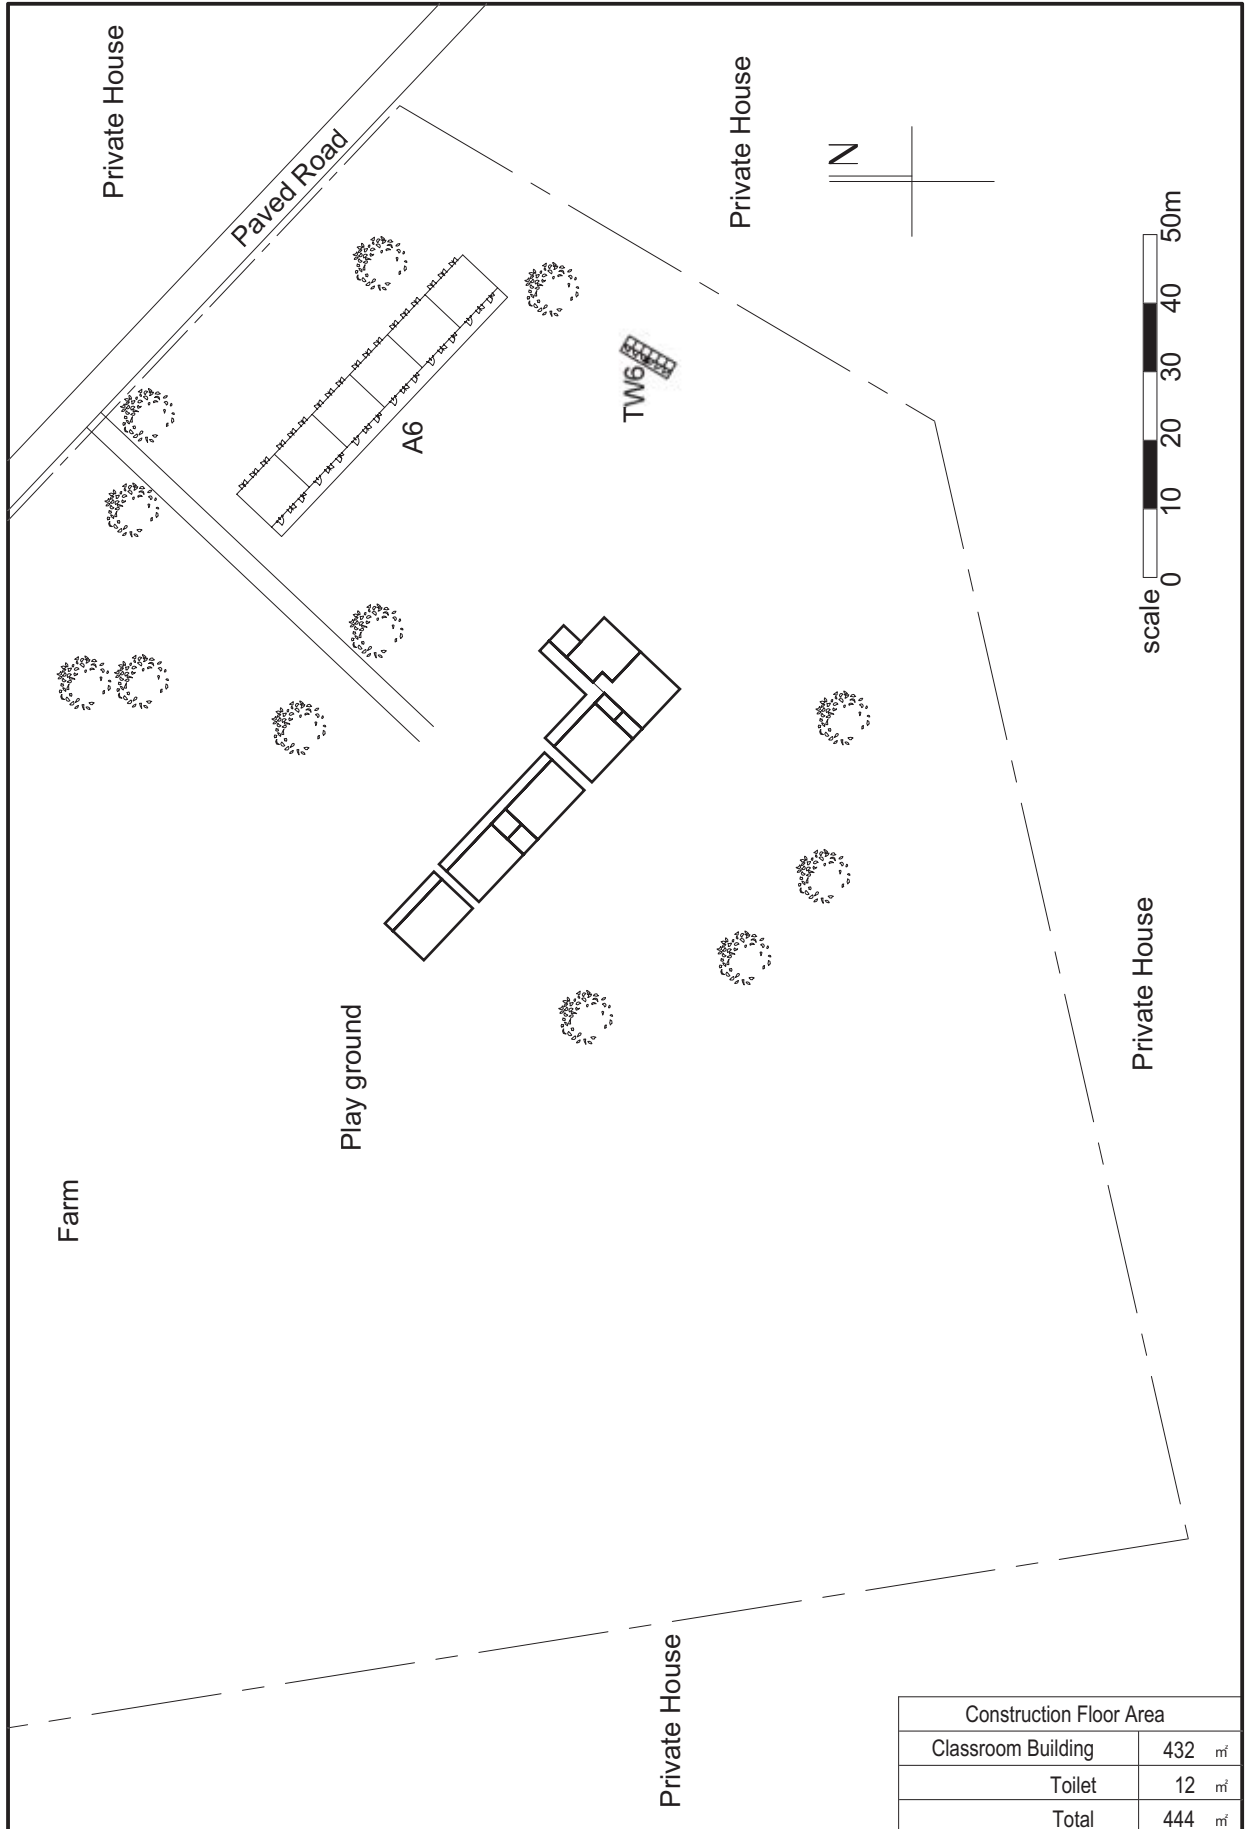 Private House
Paved Road
Private House
N
A6
TW6
scale 0 10 20 30 40 50m
Play ground
Farm
Private House
Private House
Construction Floor Area
Classroom Building 432 ㎡
Toilet 12 ㎡
Total 444 ㎡